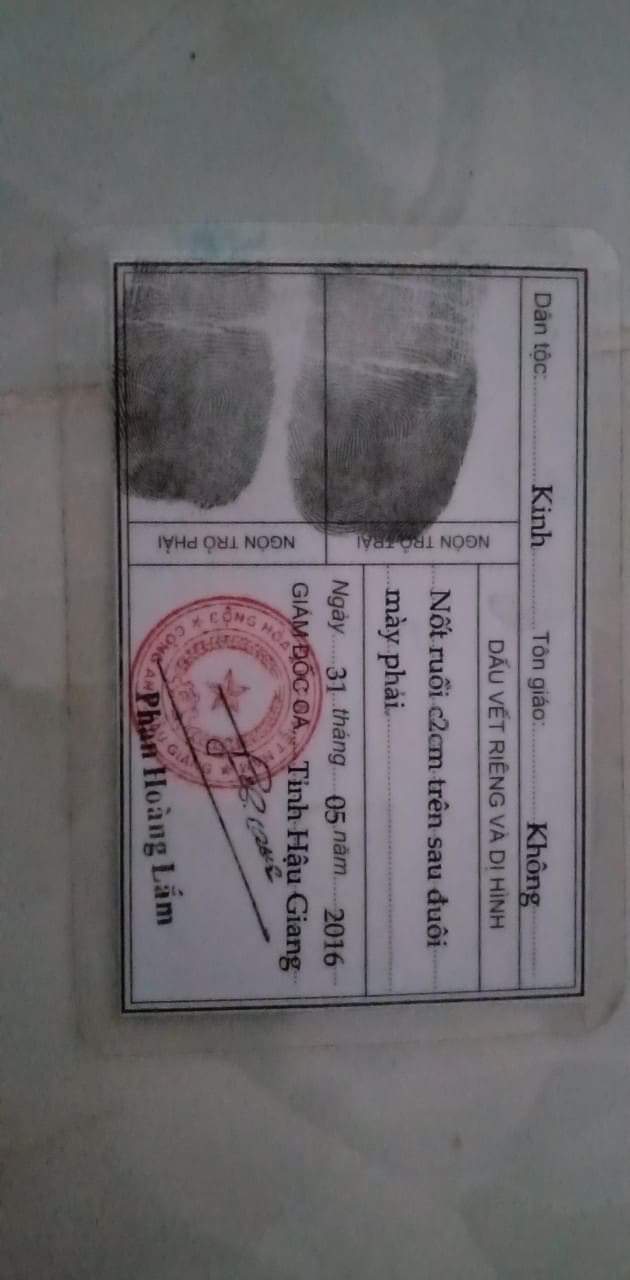 Dân tộc: Kinh Tôn giáo: Không
NGÓN TRỎ TRÁI
DẤU VẾT RIÊNG VÀ DỊ HÌNH
Nốt ruồi c2cm trên sau đuôi
mày phải.
NGÓN TRỎ PHẢI
Ngày 31 tháng 05 năm 2016
GIÁM ĐỐC CA Tỉnh Hậu Giang
Phan Hoàng Lắm